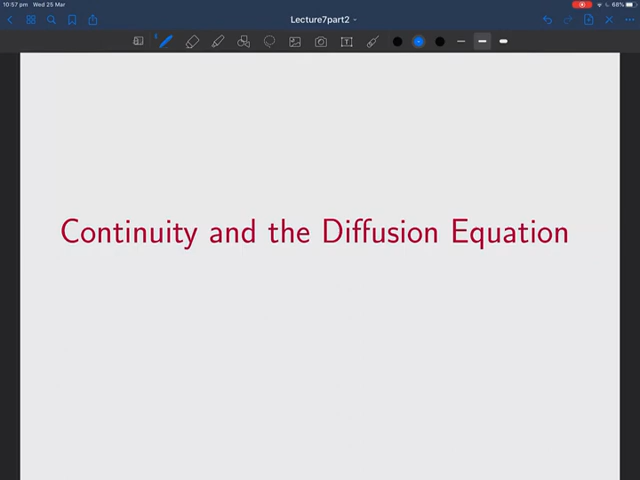 10:57 pm Wed 25 Mar
68%
Lecture7part2
Continuity and the Diffusion Equation